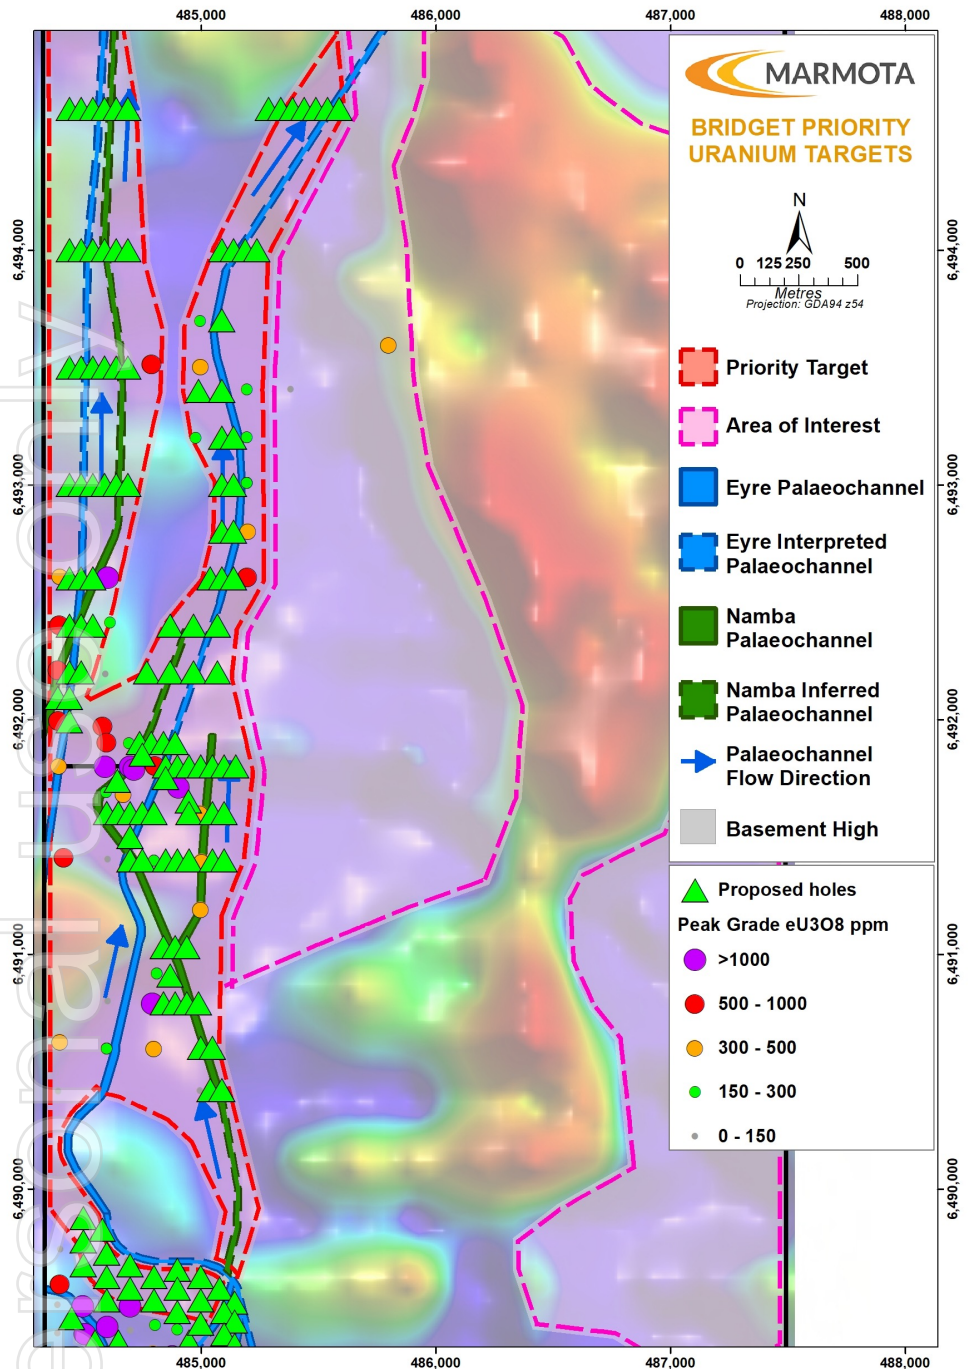 485,000 486,000 487,000 488,000
MARMOTA
BRIDGET PRIORITY
URANIUM TARGETS
N
0 125 250 500
Metres
Projection: GDA94 z54
Priority Target
Area of Interest
Eyre Palaeochannel
Eyre Interpreted
Palaeochannel
Namba
Palaeochannel
Namba Inferred
Palaeochannel
Palaeochannel
Flow Direction
Basement High
Proposed holes
Peak Grade eU3O8 ppm
>1000
500 - 1000
300 - 500
150 - 300
0 - 150
6,494,000
6,493,000
6,492,000
6,491,000
6,490,000
6,494,000
6,493,000
6,492,000
6,491,000
6,490,000
485,000 486,000 487,000 488,000
ersonal use only